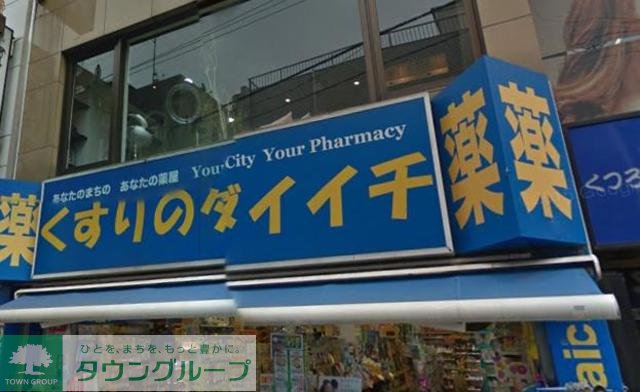 あなたのまちの あなたの薬屋 Your City Your Pharmacy
くすりのダイイチ
薬
薬
薬
くつろ
aic
ひとを、まちを、もっと豊かに。
タウングループ
TOWN GROUP